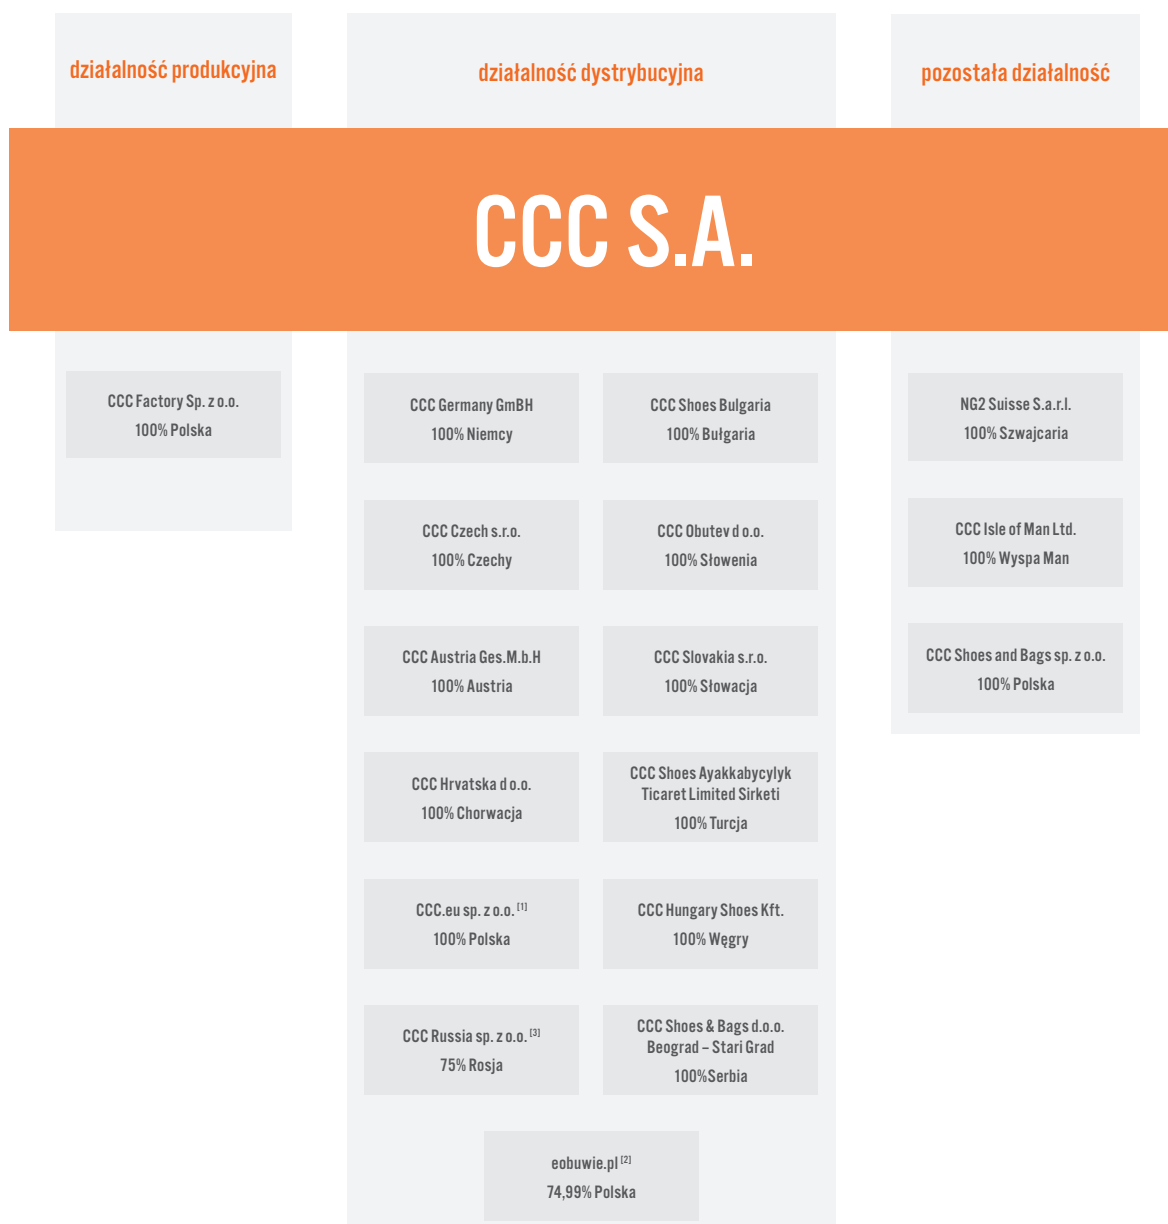 działalność produkcyjna
działalność dystrybucyjna
pozostała działalność
CCC S.A.
CCC Factory Sp. z o.o.
100% Polska
CCC Germany GmBH
100% Niemcy
CCC Shoes Bulgaria
100% Bułgaria
NG2 Suisse S.a.r.l.
100% Szwajcaria
CCC Czech s.r.o.
100% Czechy
CCC Obutev d o.o.
100% Słowenia
CCC Isle of Man Ltd.
100% Wyspa Man
CCC Austria Ges.M.b.H
100% Austria
CCC Slovakia s.r.o.
100% Słowacja
CCC Shoes and Bags sp. z o.o.
100% Polska
CCC Hrvatska d o.o.
100% Chorwacja
CCC Shoes Ayakkabycylyk
Ticaret Limited Sirketi
100% Turcja
CCC.eu sp. z o.o. [1]
100% Polska
CCC Hungary Shoes Kft.
100% Węgry
CCC Russia sp. z o.o. [3]
75% Rosja
CCC Shoes & Bags d.o.o.
Beograd – Stari Grad
100%Serbia
eobuwie.pl [2]
74,99% Polska